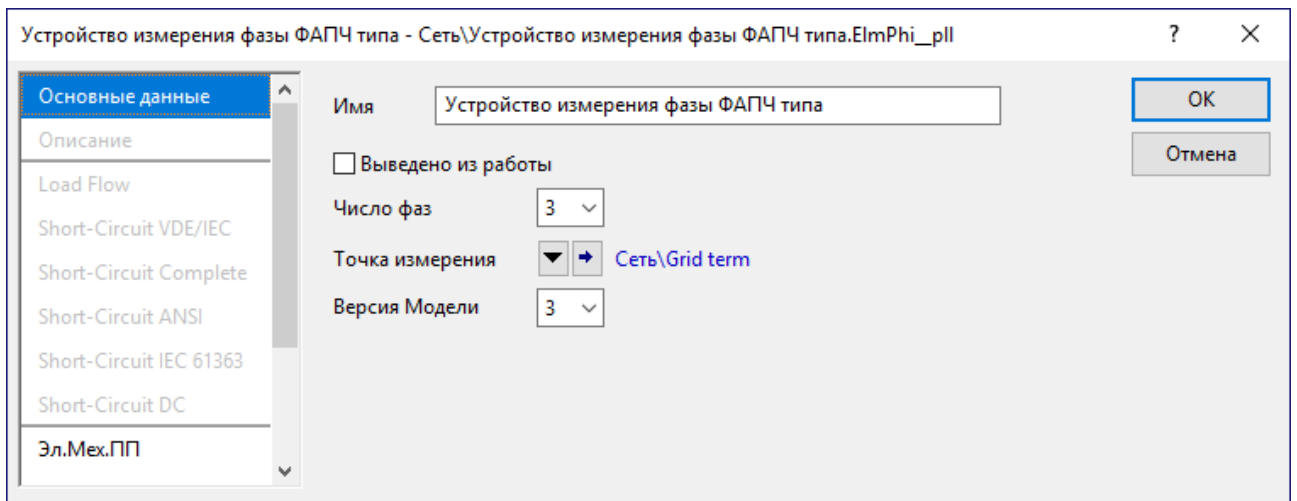 Устройство измерения фазы ФАПЧ типа - Сеть\Устройство измерения фазы ФАПЧ типа.ElmPhi__pll ?
Основные данные
Описание
Load Flow
Short-Circuit VDE/IEC
Short-Circuit Complete
Short-Circuit ANSI
Short-Circuit IEC 61363
Short-Circuit DC
Эл.Мех.ПП
Имя Устройство измерения фазы ФАПЧ типа
Выведено из работы
Число фаз 3
Точка измерения Сеть\Grid term
Версия Модели 3
OK
Отмена